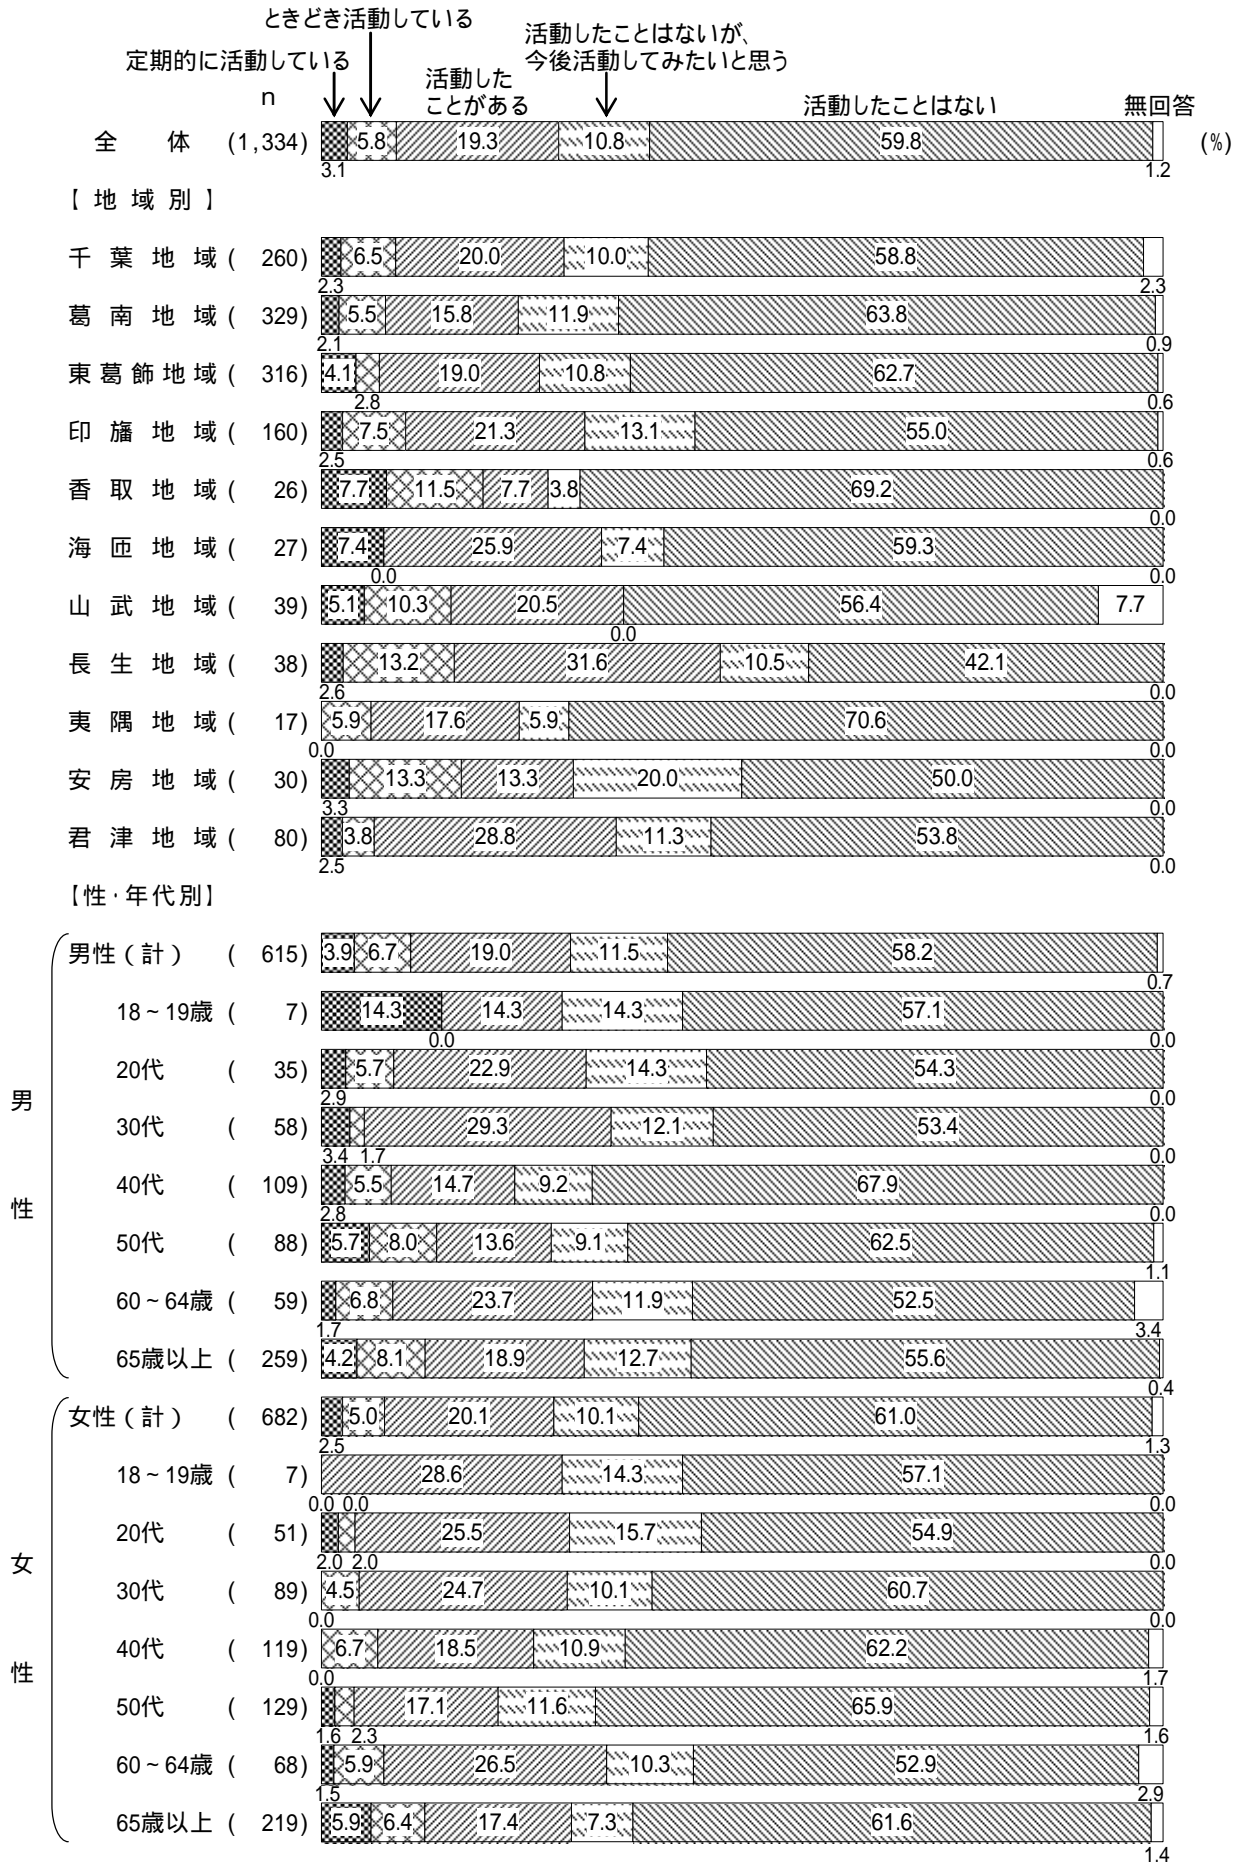 ときどき活動している
活動したことはないが、
定期的に活動している
今後活動してみたいと思う
活動した
ことがある
活動したことはない
無回答
n
全 体 (1,334) 5.8 19.3 10.8 59.8 (%)
3.1 1.2
【地域別】
千葉地域( 260) 6.5 20.0 10.0 58.8
2.3 2.3
葛南地域( 329) 5.5 15.8 11.9 63.8
2.1 0.9
東葛飾地域( 316) 4.1 19.0 10.8 62.7
2.8 0.6
印旛地域( 160) 7.5 21.3 13.1 55.0
2.5 0.6
香取地域( 26) 7.7 11.5 7.7 3.8 69.2
0.0
海匝地域( 27) 7.4 25.9 7.4 59.3
0.0 0.0
山武地域( 39) 5.1 10.3 20.5 56.4 7.7
0.0
長生地域( 38) 13.2 31.6 10.5 42.1
2.6 0.0
夷隅地域( 17) 5.9 17.6 5.9 70.6
0.0 0.0
安房地域( 30) 13.3 13.3 20.0 50.0
3.3 0.0
君津地域( 80) 3.8 28.8 11.3 53.8
2.5 0.0
【性・年代別】
男性(計) ( 615) 3.9 6.7 19.0 11.5 58.2
0.7
18~19歳 ( 7) 14.3 14.3 14.3 57.1
0.0 0.0
20代 ( 35) 5.7 22.9 14.3 54.3
2.9 0.0
男
30代 ( 58) 29.3 12.1 53.4
3.4 1.7 0.0
40代 ( 109) 5.5 14.7 9.2 67.9
性
2.8 0.0
50代 ( 88) 5.7 8.0 13.6 9.1 62.5
1.1
60~64歳 ( 59) 6.8 23.7 11.9 52.5
1.7 3.4
65歳以上 ( 259) 4.2 8.1 18.9 12.7 55.6
0.4
女性(計) ( 682) 5.0 20.1 10.1 61.0
2.5 1.3
18~19歳 ( 7) 28.6 14.3 57.1
0.0 0.0 0.0
20代 ( 51) 25.5 15.7 54.9
女
2.0 2.0 0.0
30代 ( 89) 4.5 24.7 10.1 60.7
0.0 0.0
40代 ( 119) 6.7 18.5 10.9 62.2
性
0.0 1.7
50代 ( 129) 17.1 11.6 65.9
1.6 2.3 1.6
60~64歳 ( 68) 5.9 26.5 10.3 52.9
1.5 2.9
65歳以上 ( 219) 5.9 6.4 17.4 7.3 61.6
1.4